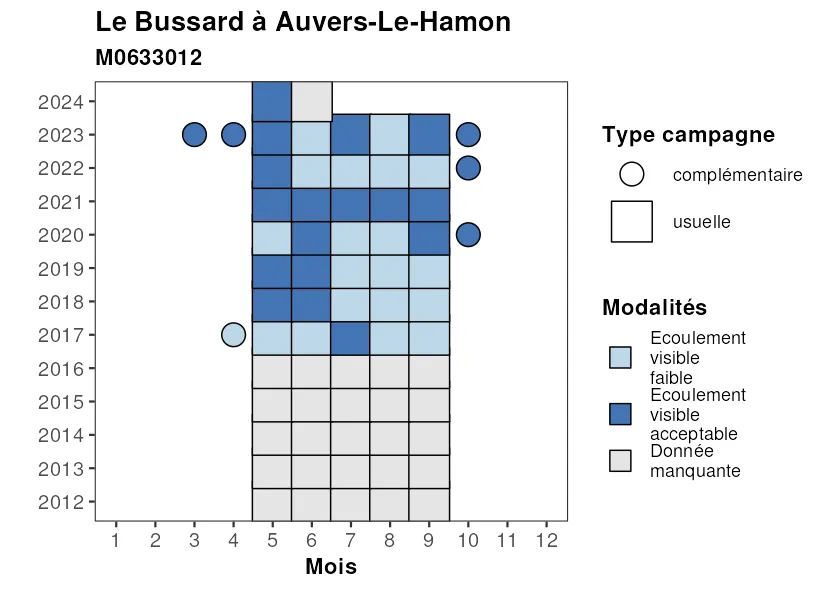 Le Bussard à Auvers-Le-Hamon
M0633012
2024
2023
2022
2021
2020
2019
2018
2017
2016
2015
2014
2013
2012
1 2 3 4 5 6 7 8 9 10 11 12
Mois
Type campagne
complémentaire
usuelle
Modalités
Ecoulement
visible
faible
Ecoulement
visible
acceptable
Donnée
manquante